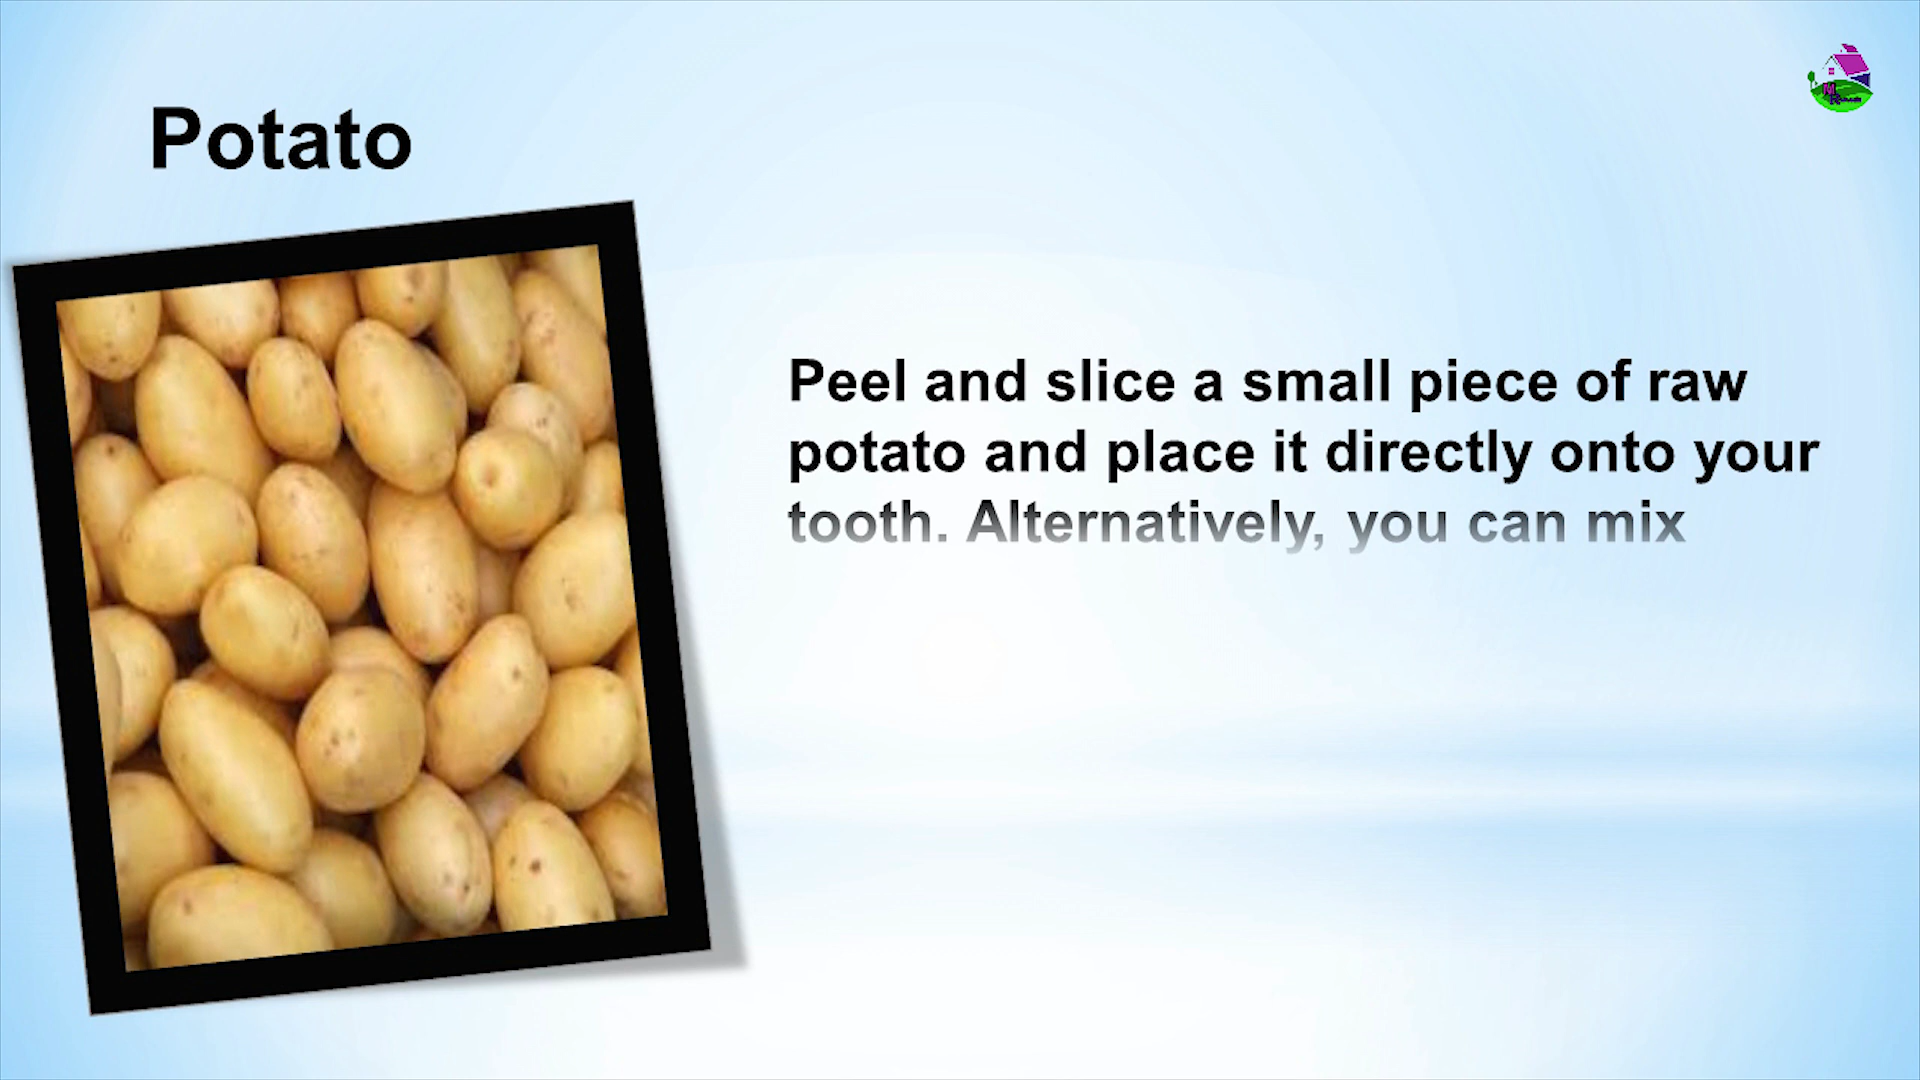 Potato
Peel and slice a small piece of raw
potato and place it directly onto your
tooth. Alternatively, you can mix